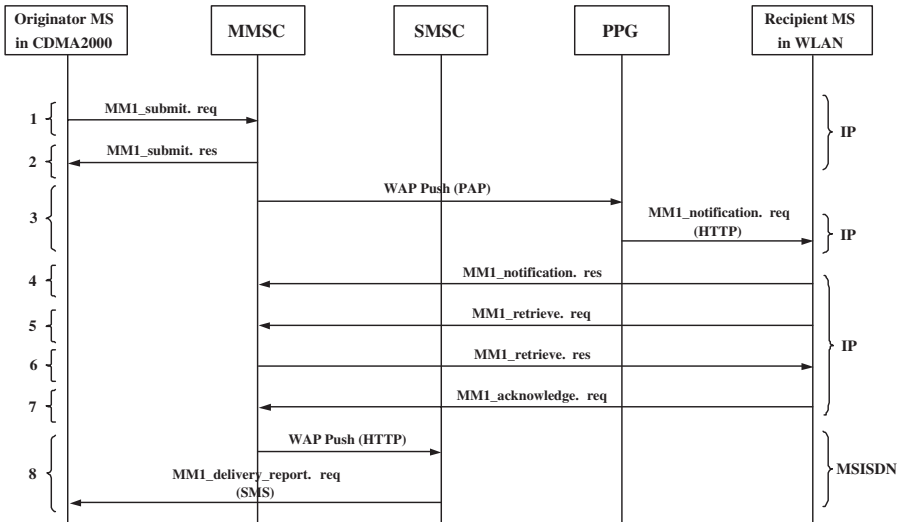 Originator MS
in CDMA2000
MMSC
SMSC
PPG
Recipient MS
in WLAN
1
MM1_submit. req
IP
2
MM1_submit. res
3
WAP Push (PAP)
MM1_notification. req
(HTTP)
IP
4
MM1_notification. res
5
MM1_retrieve. req
IP
6
MM1_retrieve. res
7
MM1_acknowledge. req
8
WAP Push (HTTP)
MM1_delivery_report. req
(SMS)
MSISDN